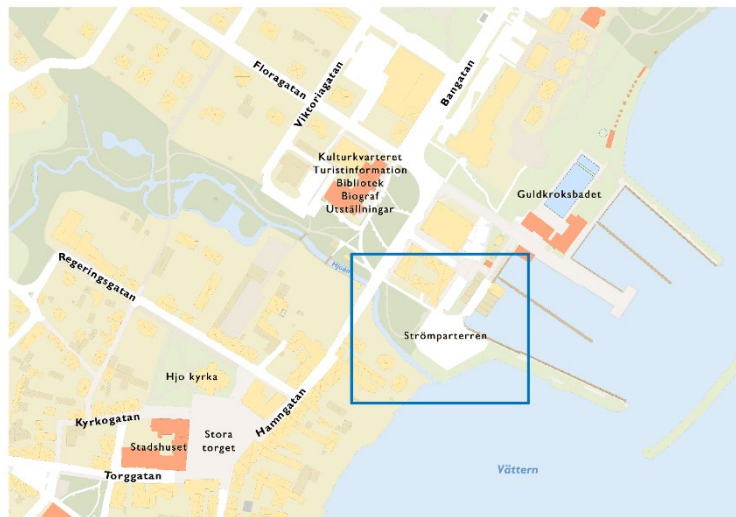 Floragatan
Viktoriagatan
Bangatan
Kulturkvarteret
Turistinformation
Bibliotek
Biograf
Utställningar
Guldkroksbadet
Regeringsgatan
Strömparterren
Hjo kyrka
Hamngatan
Kyrkogatan
Stadshuset
Stora
torget
Torggatan
Vättern